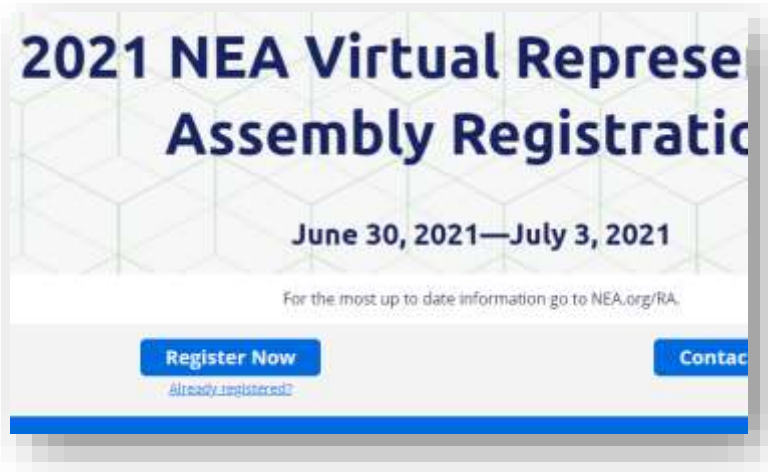 2021 NEA Virtual Represe
Assembly Registratio
June 30, 2021—July 3, 2021
For the most up to date information go to NEA.org/RA.
Register Now
Contac
Already registered?